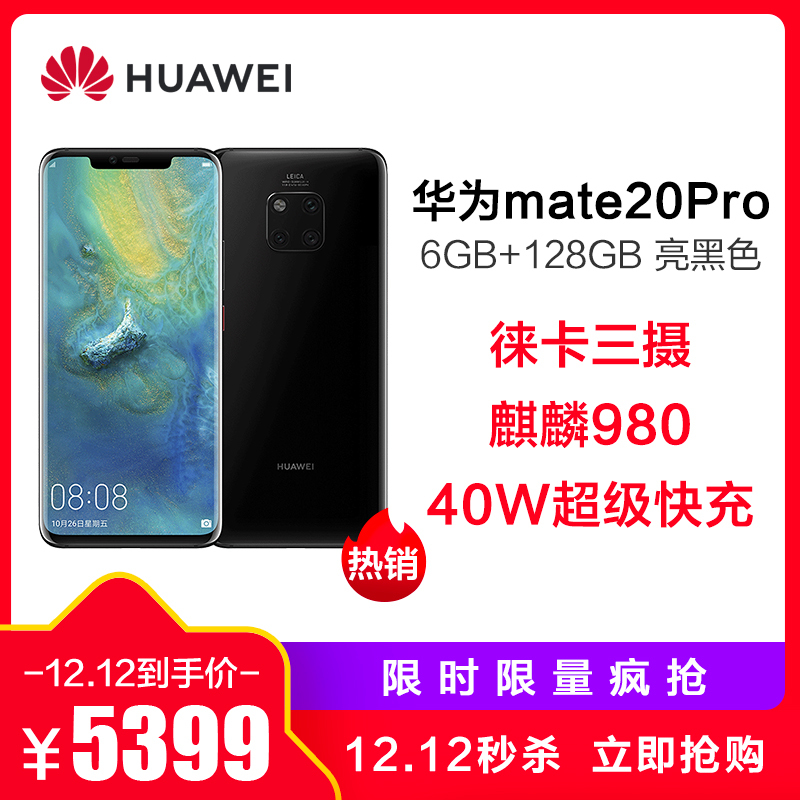 HUAWEI
LEICA
华为mate20Pro
6GB+128GB 亮黑色
徕卡三摄
麒麟980
40W超级快充
HUAWEI
08:08
10月26日星期五
热销
12.12到手价
¥5399
限时限量疯抢
12.12秒杀 立即抢购